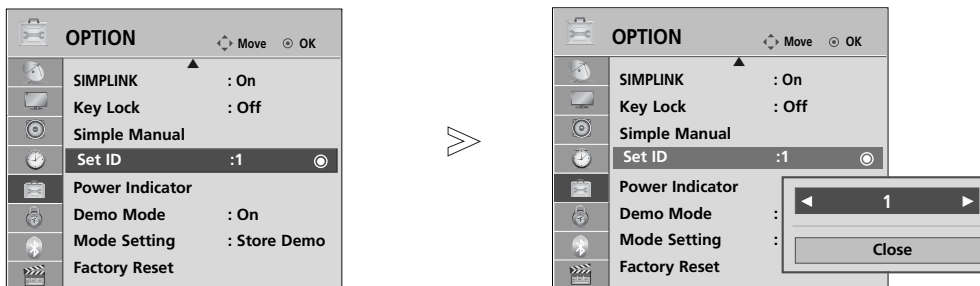 OPTION Move OK
SIMPLINK : On
Key Lock : Off
Simple Manual
Set ID :1
Power Indicator
Demo Mode : On
Mode Setting : Store Demo
Factory Reset
OPTION Move OK
SIMPLINK : On
Key Lock : Off
Simple Manual
Set ID :1
Power Indicator
Demo Mode :
Mode Setting :
Factory Reset
◄ 1 ►
Close